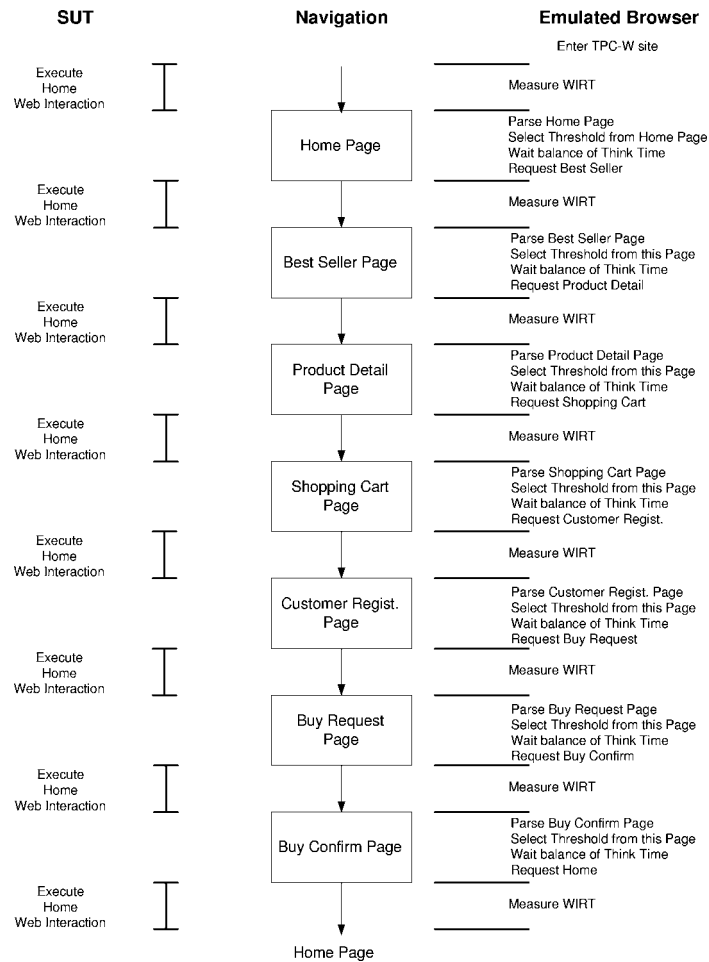 SUT
Navigation
Emulated Browser
Enter TPC-W site
Execute
Home
Web Interaction
Measure WIRT
Home Page
Parse Home Page
Select Threshold from Home Page
Wait balance of Think Time
Request Best Seller
Execute
Home
Web Interaction
Measure WIRT
Best Seller Page
Parse Best Seller Page
Select Threshold from this Page
Wait balance of Think Time
Request Product Detail
Execute
Home
Web Interaction
Measure WIRT
Product Detail
Page
Parse Product Detail Page
Select Threshold from this Page
Wait balance of Think Time
Request Shopping Cart
Execute
Home
Web Interaction
Measure WIRT
Shopping Cart
Page
Parse Shopping Cart Page
Select Threshold from this Page
Wait balance of Think Time
Request Customer Regist.
Execute
Home
Web Interaction
Measure WIRT
Customer Regist.
Page
Parse Customer Regist. Page
Select Threshold from this Page
Wait balance of Think Time
Request Buy Request
Execute
Home
Web Interaction
Measure WIRT
Buy Request
Page
Parse Buy Request Page
Select Threshold from this Page
Wait balance of Think Time
Request Buy Confirm
Execute
Home
Web Interaction
Measure WIRT
Buy Confirm Page
Parse Buy Confirm Page
Select Threshold from this Page
Wait balance of Think Time
Request Home
Execute
Home
Web Interaction
Measure WIRT
Home Page